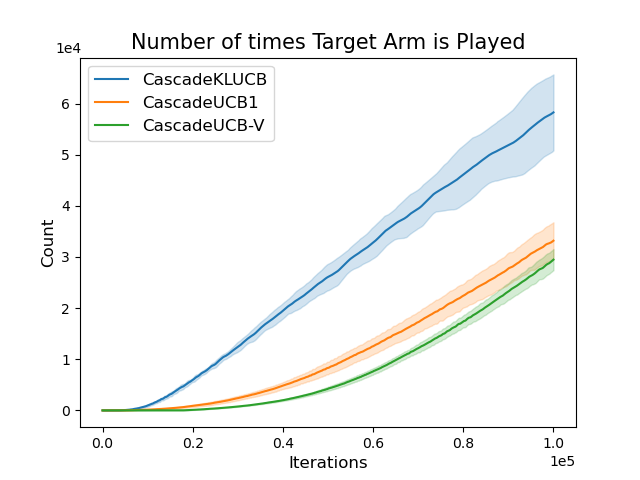 Number of times Target Arm is Played
1e4
CascadeKLUCB
CascadeUCB1
CascadeUCB-V
6
5
4
3
2
1
0
Count
0.0 0.2 0.4 0.6 0.8 1.0
1e5
Iterations